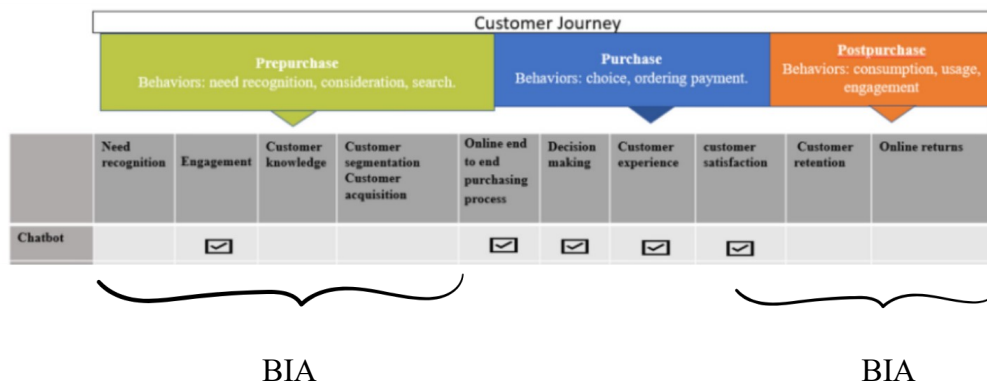 Customer Journey
Prepurchase
Behaviors: need recognition, consideration, search.
Purchase
Behaviors: choice, ordering payment.
Postpurchase
Behaviors: consumption, usage,
engagement
Need
recognition
Engagement
Customer
knowledge
Customer
segmentation
Customer
acquisition
Online end
to end
purchasing
process
Decision
making
Customer
experience
customer
satisfaction
Customer
retention
Online returns
Chatbot
BIA
BIA